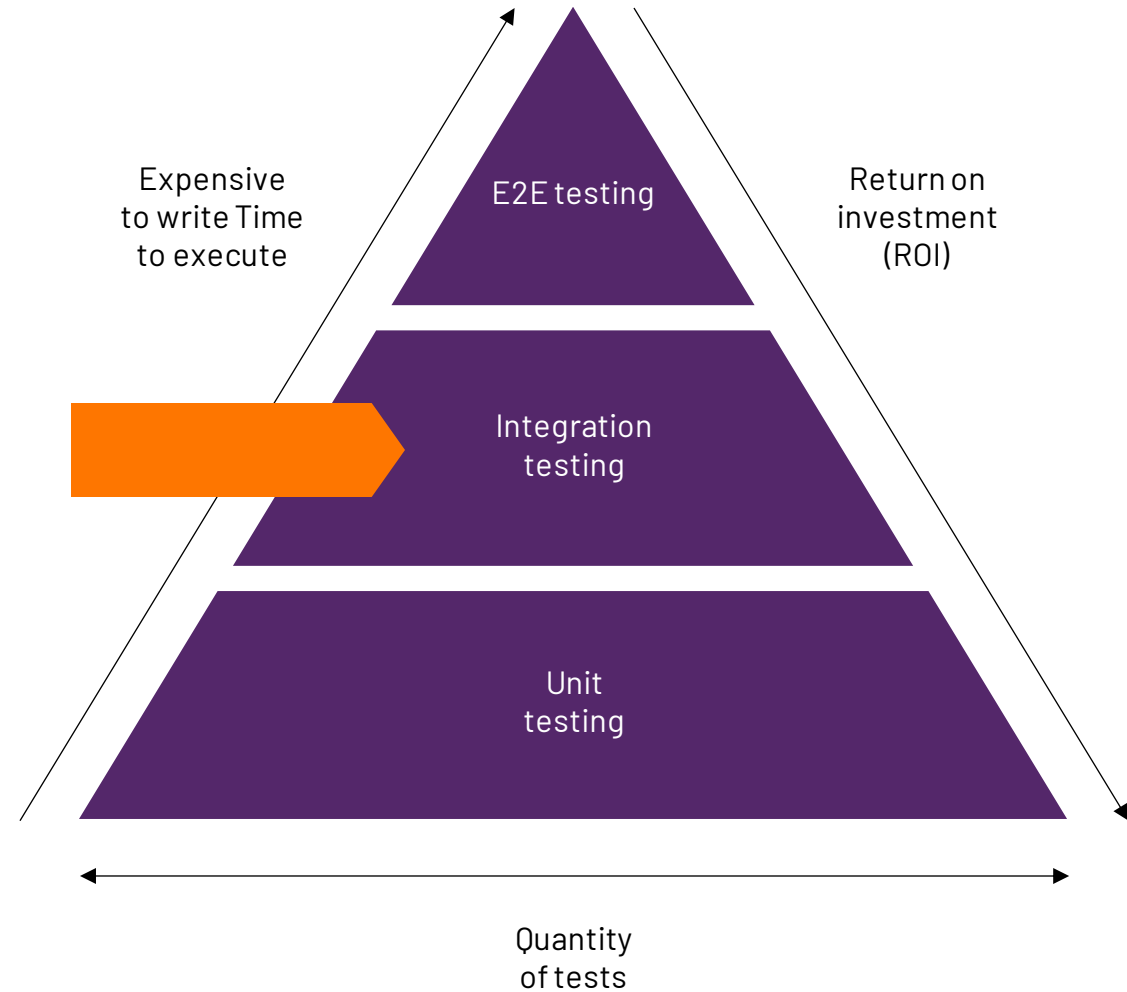 E2E testing
Expensive
to write Time
to execute
Return on
investment
(ROI)
Integration
testing
Unit
testing
Quantity
of tests